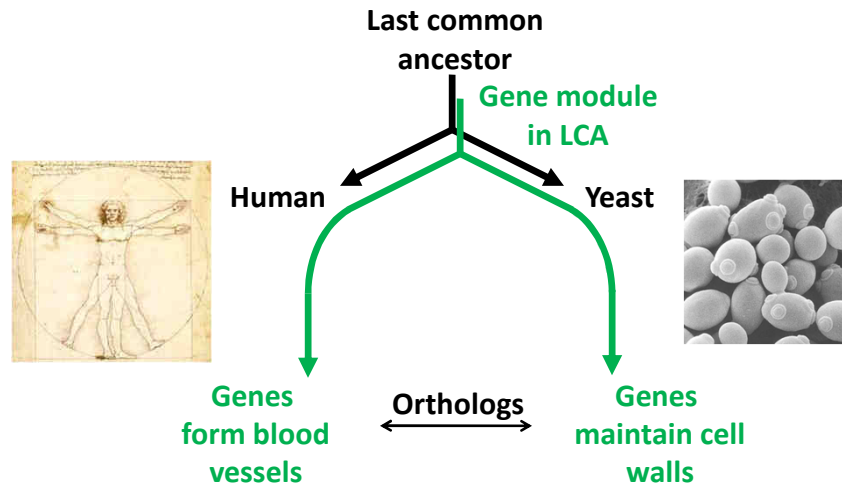 Last common
ancestor
Gene module
in LCA
Human
Yeast
Genes
form blood
vessels
Orthologs
Genes
maintain cell
walls